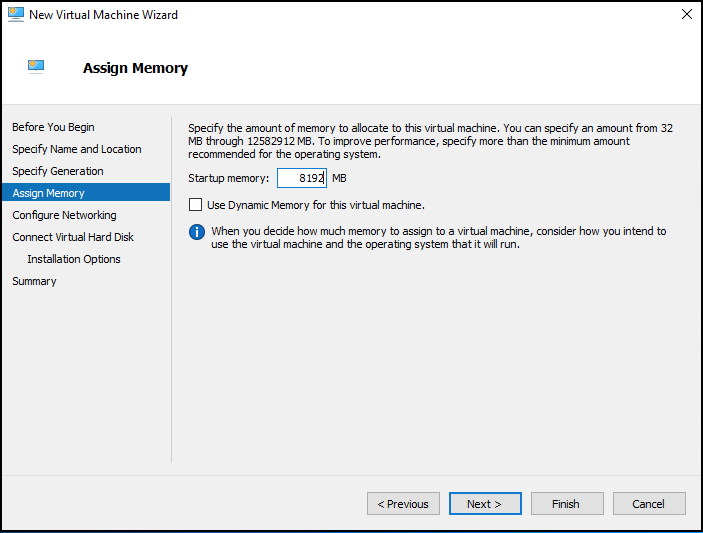 New Virtual Machine Wizard
Assign Memory
Before You Begin
Specify Name and Location
Specify Generation
Assign Memory
Configure Networking
Connect Virtual Hard Disk
Installation Options
Summary
Specify the amount of memory to allocate to this virtual machine. You can specify an amount from 32
MB through 12582912 MB. To improve performance, specify more than the minimum amount
recommended for the operating system.
Startup memory: 8192 MB
Use Dynamic Memory for this virtual machine.
When you decide how much memory to assign to a virtual machine, consider how you intend to
use the virtual machine and the operating system that it will run.
< Previous Next > Finish Cancel